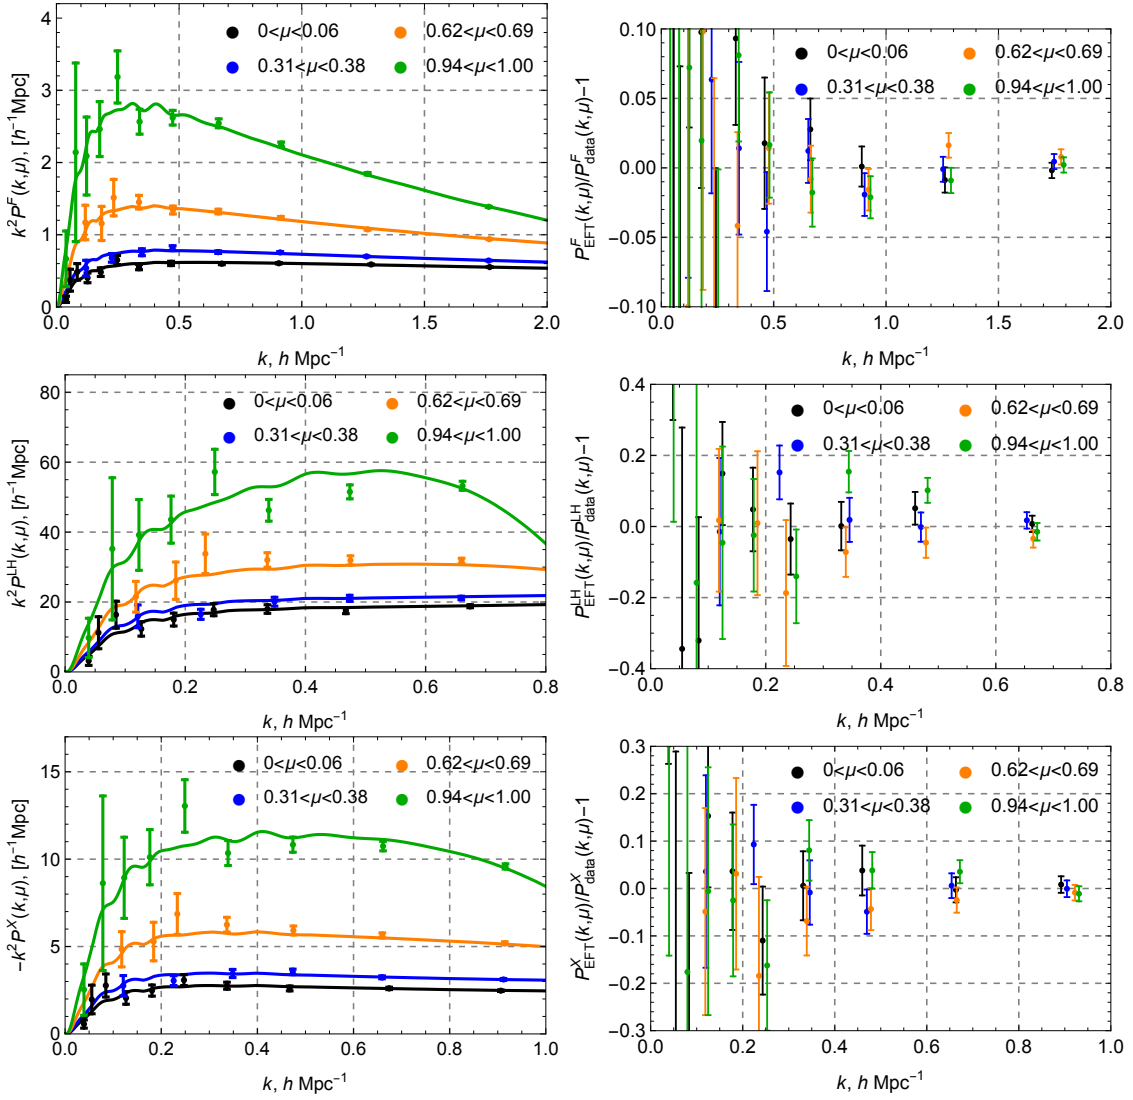 k²P^F(k,μ), [h⁻¹Mpc]
0<μ<0.06
0.62<μ<0.69
0.31<μ<0.38
0.94<μ<1.00
4
3
2
1
0
0.0 0.5 1.0 1.5 2.0
k, h Mpc⁻¹
P^F_EFT(k,μ)/P^F_data(k,μ)−1
0<μ<0.06
0.62<μ<0.69
0.31<μ<0.38
0.94<μ<1.00
0.10
0.05
0.00
−0.05
−0.10
0.0 0.5 1.0 1.5 2.0
k, h Mpc⁻¹
k²P^LH(k,μ), [h⁻¹Mpc]
0<μ<0.06
0.62<μ<0.69
0.31<μ<0.38
0.94<μ<1.00
80
60
40
20
0
0.0 0.2 0.4 0.6 0.8
k, h Mpc⁻¹
P^LH_EFT(k,μ)/P^LH_data(k,μ)−1
0<μ<0.06
0.62<μ<0.69
0.31<μ<0.38
0.94<μ<1.00
0.4
0.2
0.0
−0.2
−0.4
0.0 0.2 0.4 0.6 0.8
k, h Mpc⁻¹
−k²P^X(k,μ), [h⁻¹Mpc]
0<μ<0.06
0.62<μ<0.69
0.31<μ<0.38
0.94<μ<1.00
15
10
5
0
0.0 0.2 0.4 0.6 0.8 1.0
k, h Mpc⁻¹
P^X_EFT(k,μ)/P^X_data(k,μ)−1
0<μ<0.06
0.62<μ<0.69
0.31<μ<0.38
0.94<μ<1.00
0.3
0.2
0.1
0.0
−0.1
−0.2
−0.3
0.0 0.2 0.4 0.6 0.8 1.0
k, h Mpc⁻¹